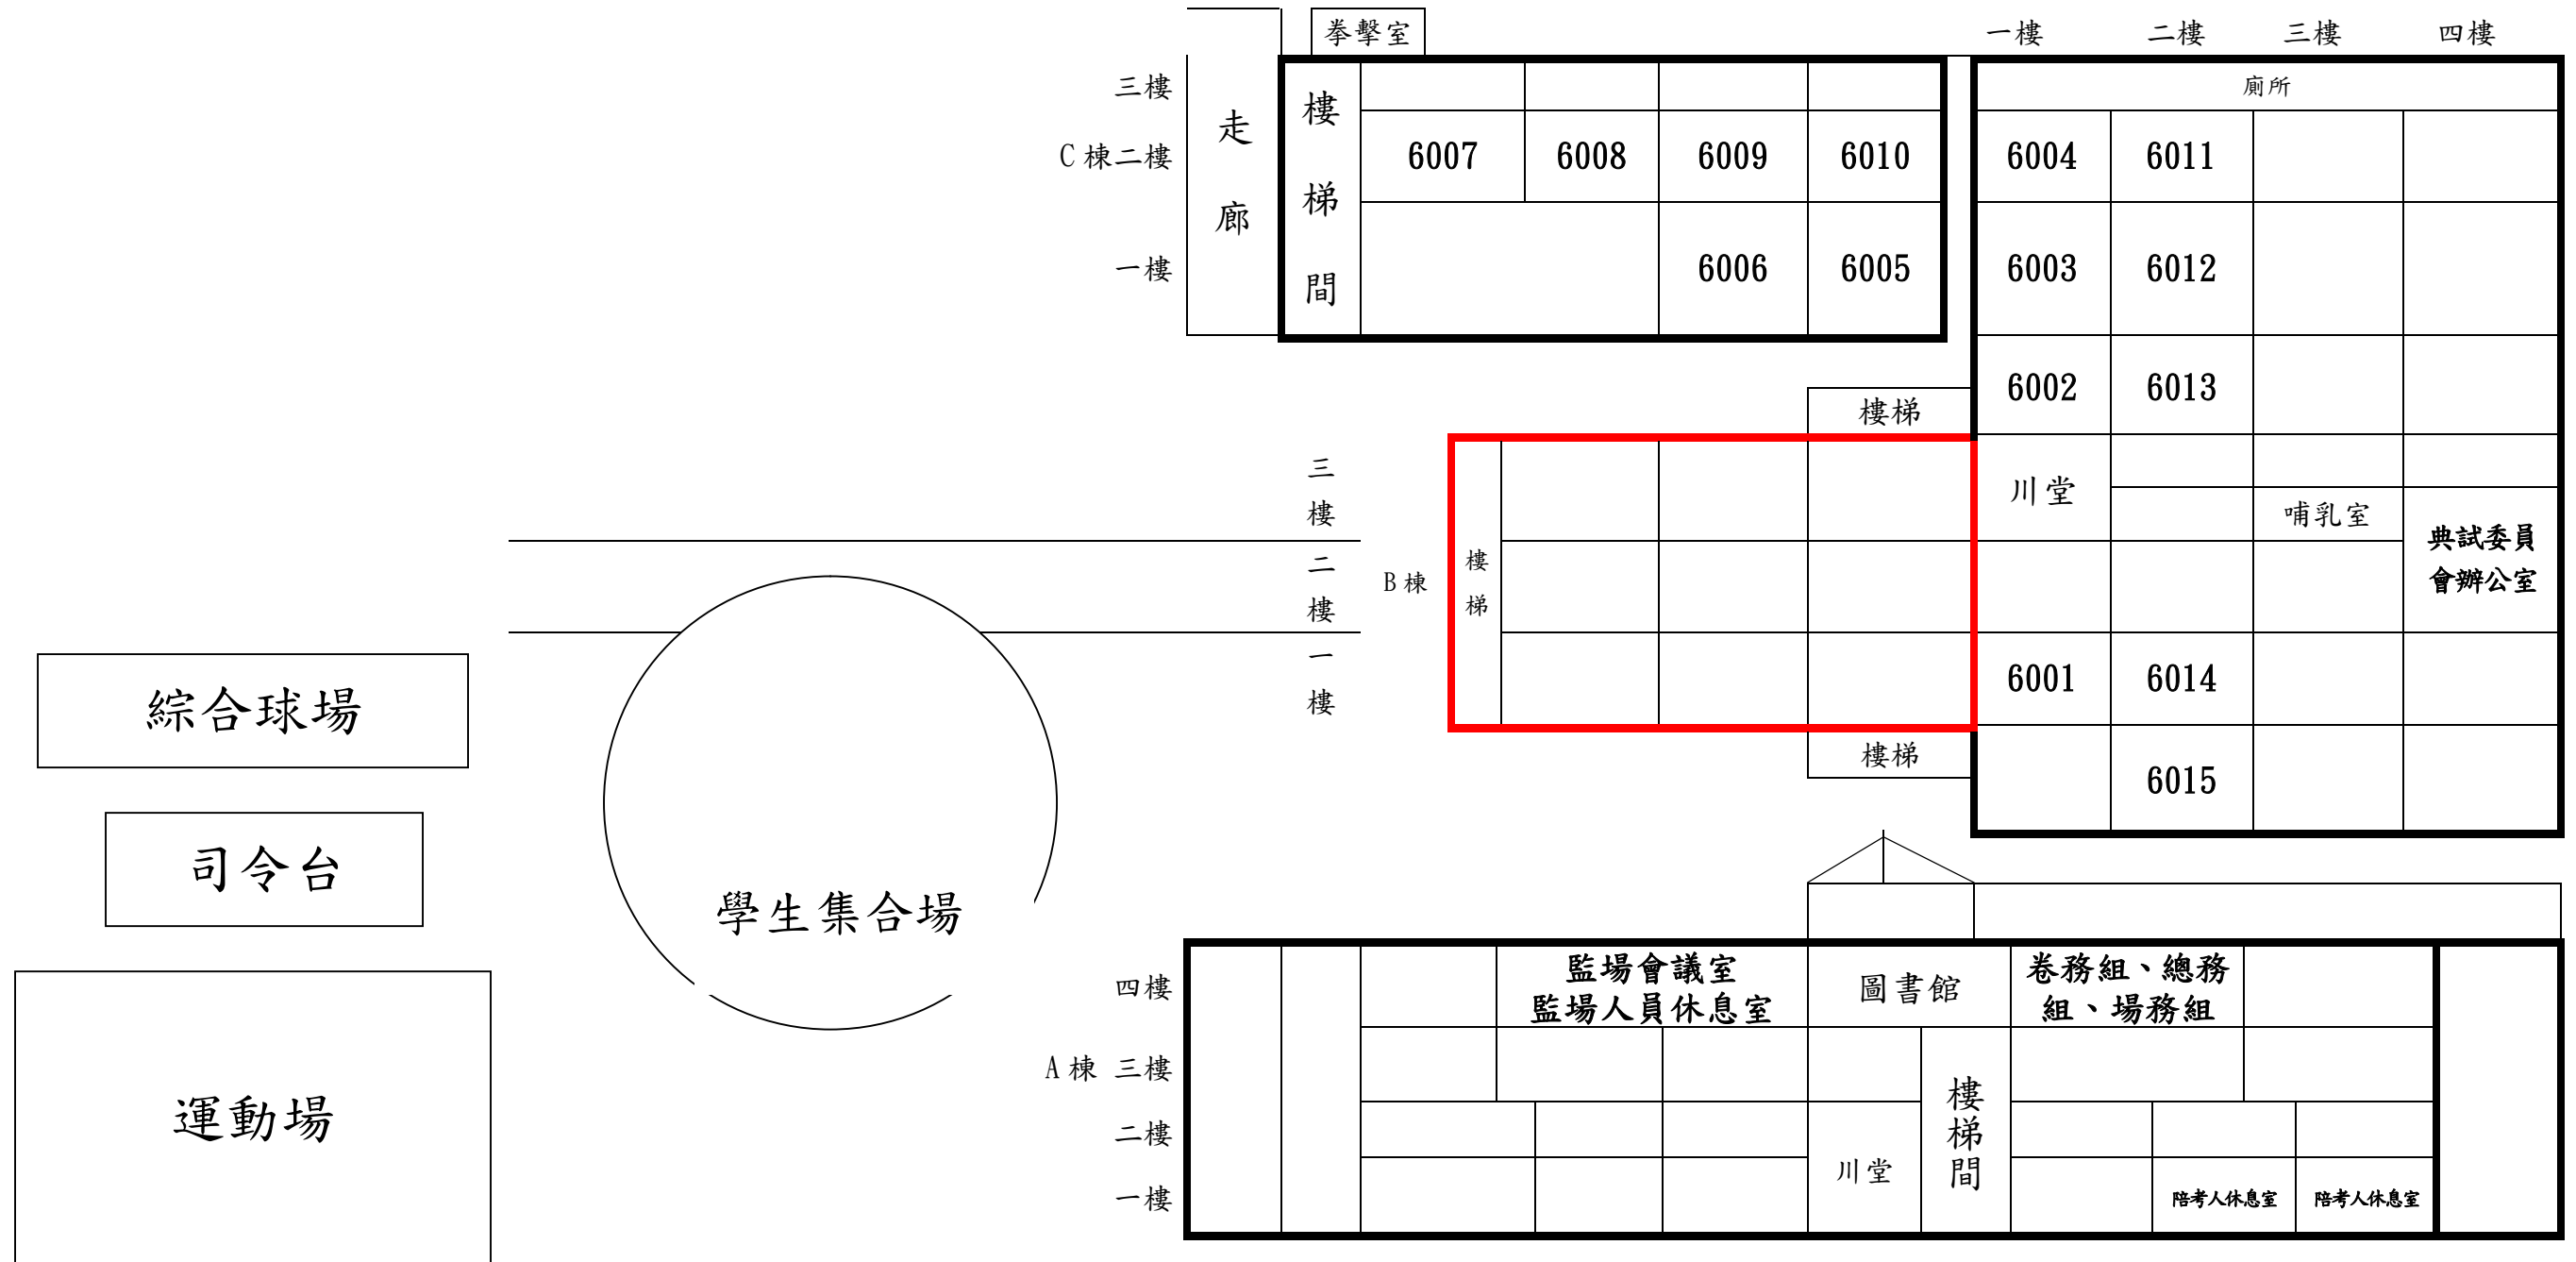 拳擊室
一樓 二樓 三樓 四樓
三樓
C棟二樓
一樓
走廊
樓梯間
6007 6008 6009 6010
6006 6005
廁所
6004 6011
6003 6012
6002 6013
樓梯
川堂
哺乳室
典試委員
會辦公室
三樓
二樓
一樓
B棟
樓梯
6001 6014
樓梯
6015
綜合球場
司令台
運動場
學生集合場
四樓
A棟 三樓
二樓
一樓
監場會議室
監場人員休息室
圖書館
卷務組、總務
組、場務組
樓梯間
川堂
陪考人休息室 陪考人休息室